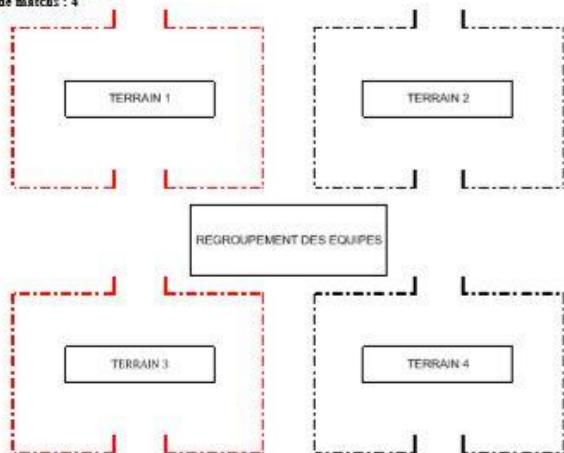 de matchs : 4
TERRAIN 1
TERRAIN 2
REGROUPEMENT DES EQUIPES
TERRAIN 3
TERRAIN 4